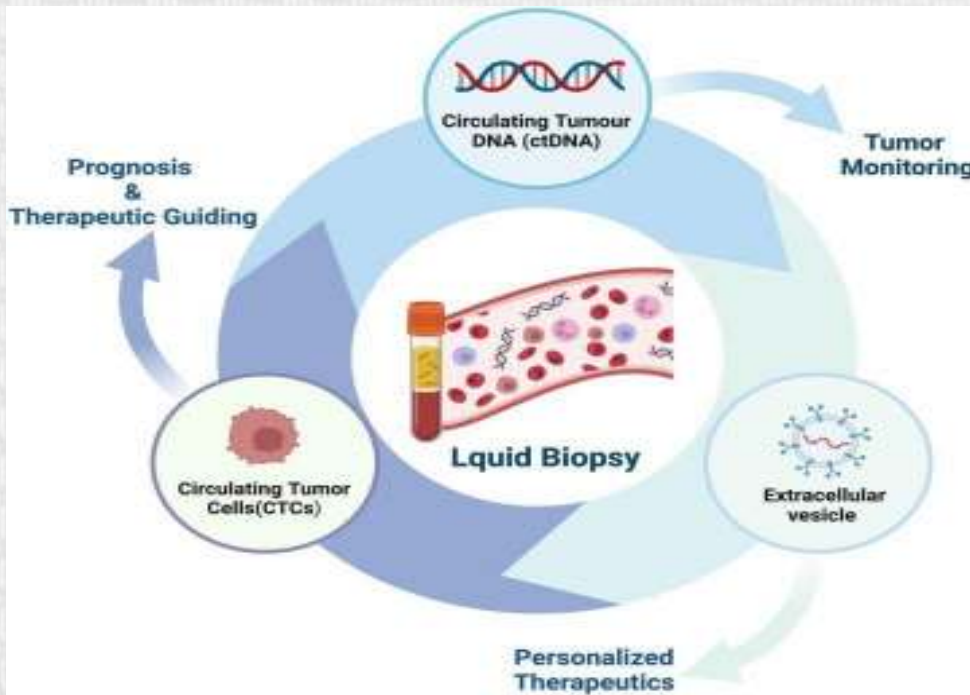 Circulating Tumour
DNA (ctDNA)
Tumor
Monitoring
Prognosis
&
Therapeutic Guiding
Lquid Biopsy
Circulating Tumor
Cells(CTCs)
Extracellular
vesicle
Personalized
Therapeutics